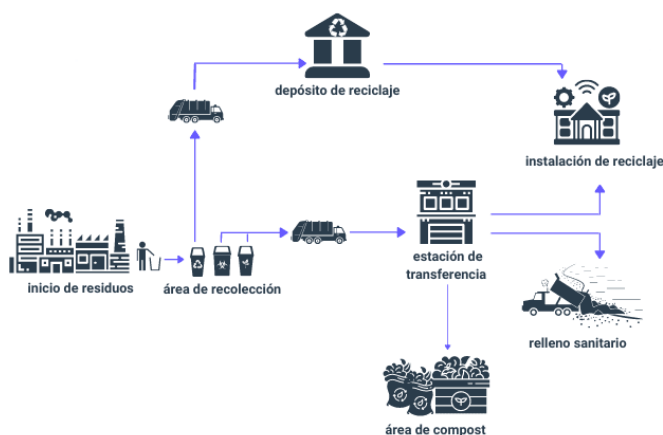 depósito de reciclaje
instalación de reciclaje
inicio de residuos
área de recolección
estación de
transferencia
relleno sanitario
área de compost